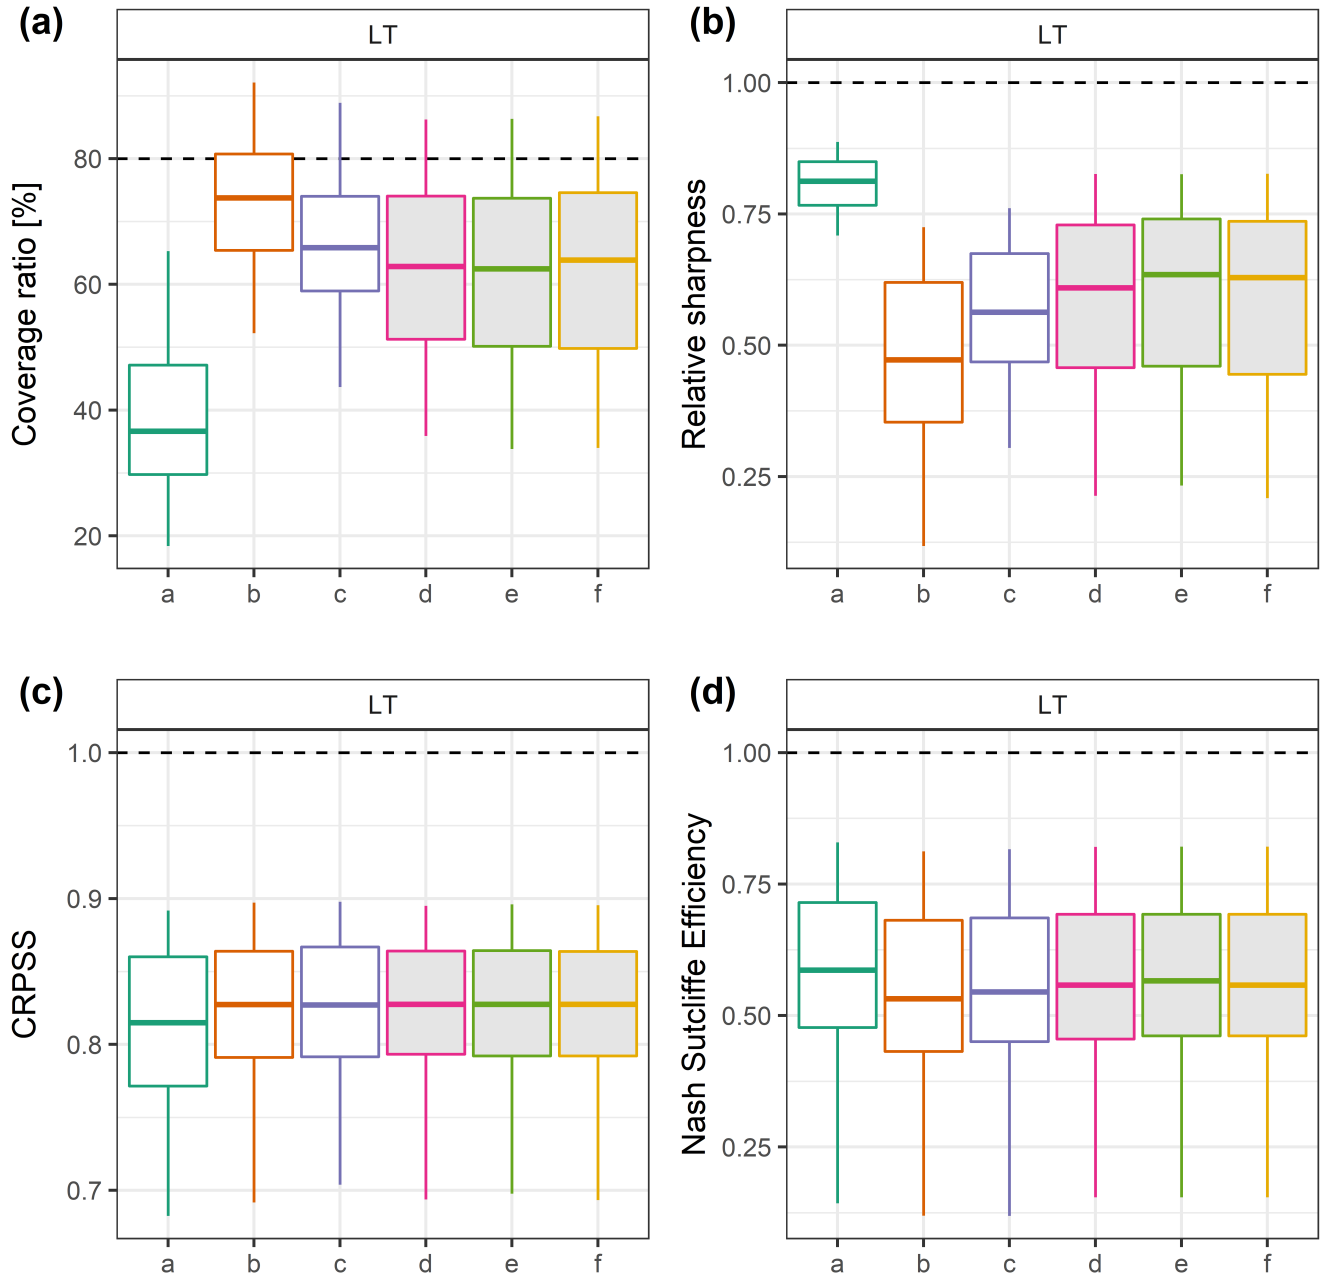 (a)
LT
Coverage ratio [%]
80
60
40
20
a b c d e f
(b)
LT
Relative sharpness
1.00
0.75
0.50
0.25
a b c d e f
(c)
LT
CRPSS
1.0
0.9
0.8
0.7
a b c d e f
(d)
LT
Nash Sutcliffe Efficiency
1.00
0.75
0.50
0.25
a b c d e f